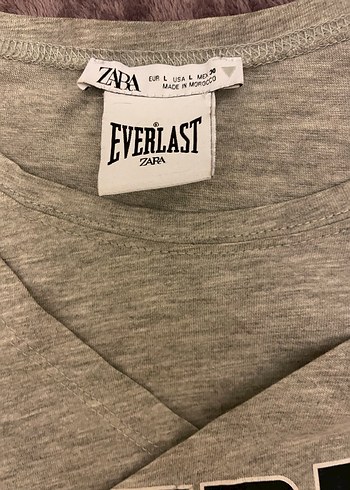 ZARA
EUR L USA L MEX 30
MADE IN MOROCCO
®
EVERLAST
ZARA